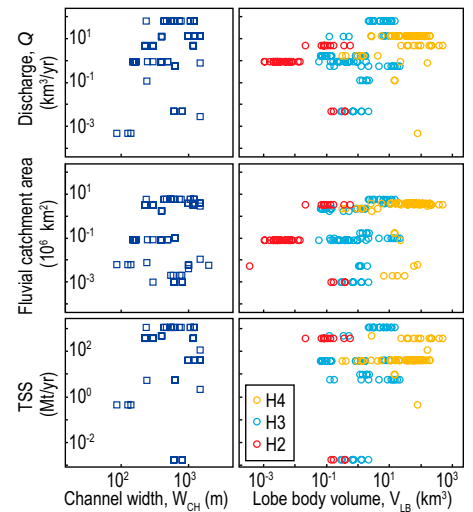 Discharge, Q
(km³/yr)
10¹
10⁻¹
10⁻³
Fluvial catchment area
(10⁶ km²)
10¹
10⁻¹
10⁻³
TSS
(Mt/yr)
10²
10⁰
10⁻²
H4
H3
H2
10² 10³ 10⁻³ 10⁻¹ 10¹ 10³
Channel width, W_CH (m) Lobe body volume, V_LB (km³)